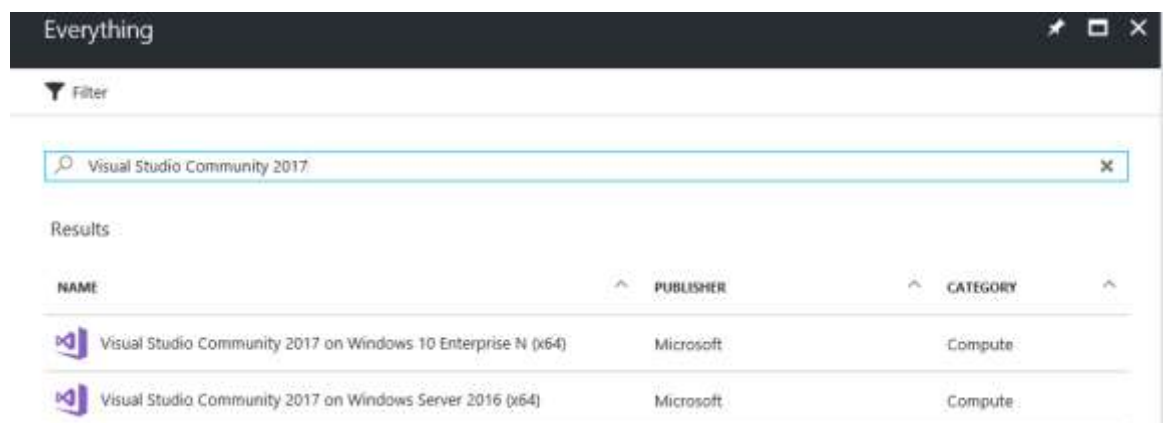 Everything
Filter
Visual Studio Community 2017
Results
NAME PUBLISHER CATEGORY
Visual Studio Community 2017 on Windows 10 Enterprise N (x64) Microsoft Compute
Visual Studio Community 2017 on Windows Server 2016 (x64) Microsoft Compute